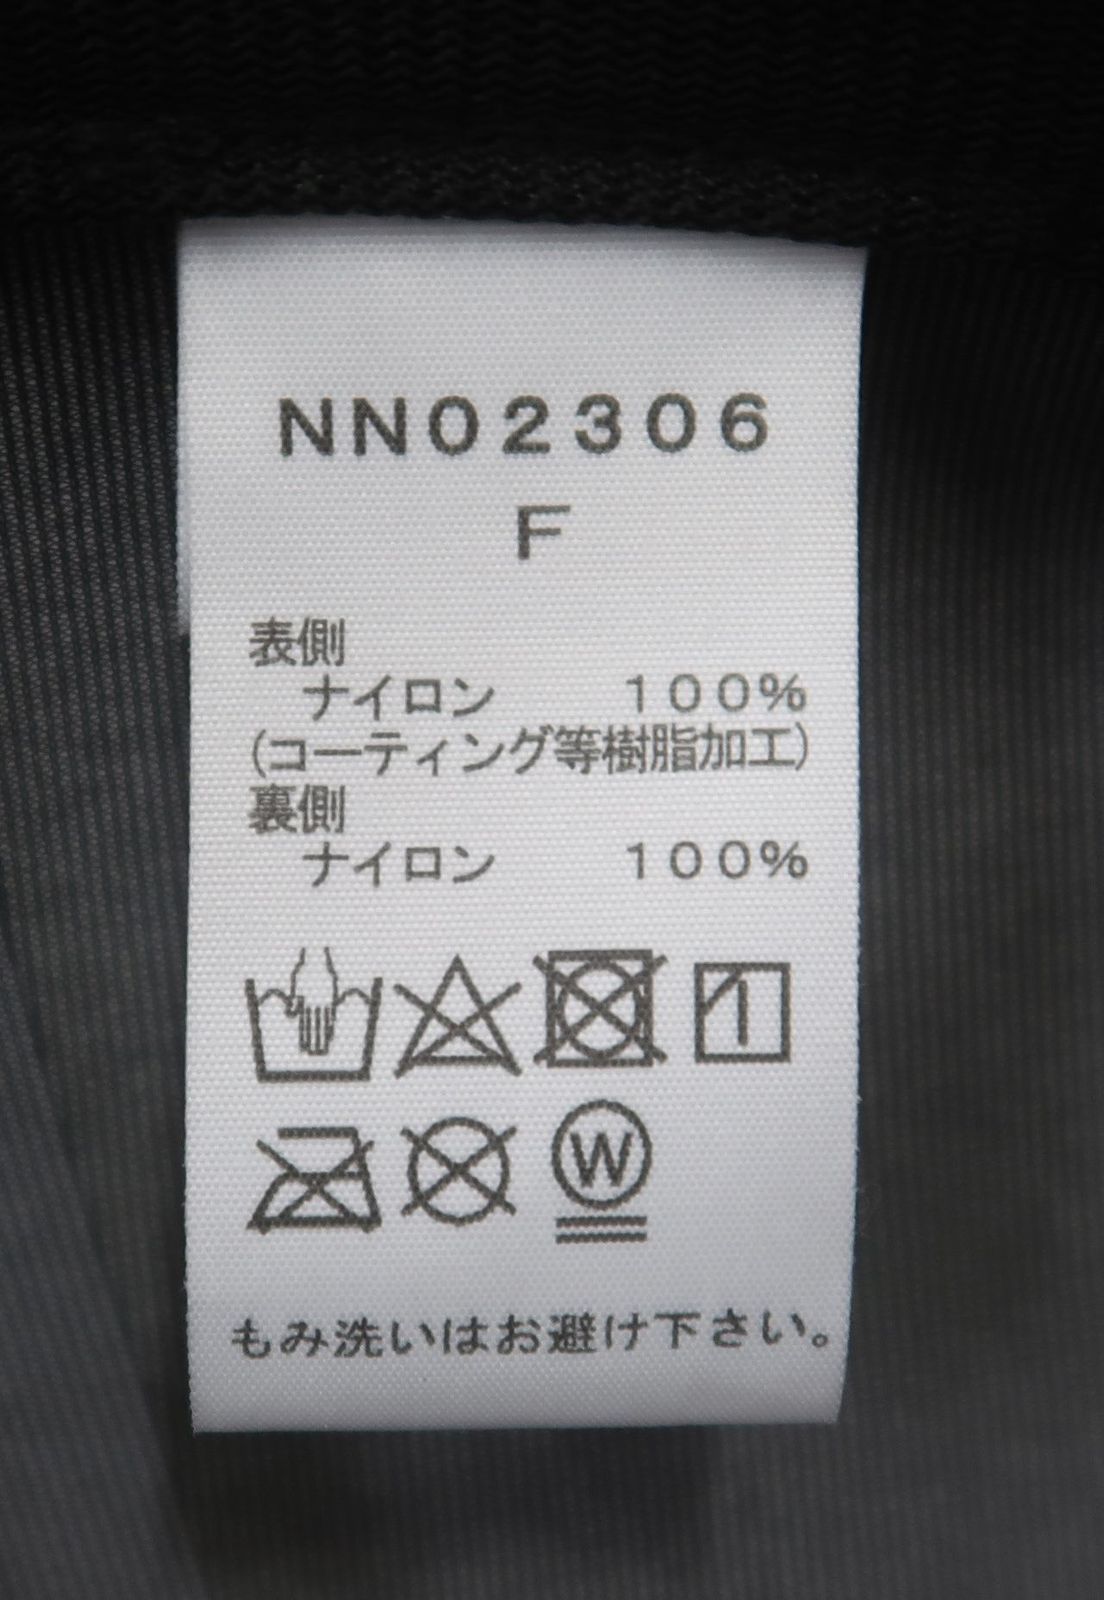 NN02306
F
表側
ナイロン 100%
(コーティング等樹脂加工)
裏側
ナイロン 100%
W
もみ洗いはお避け下さい。